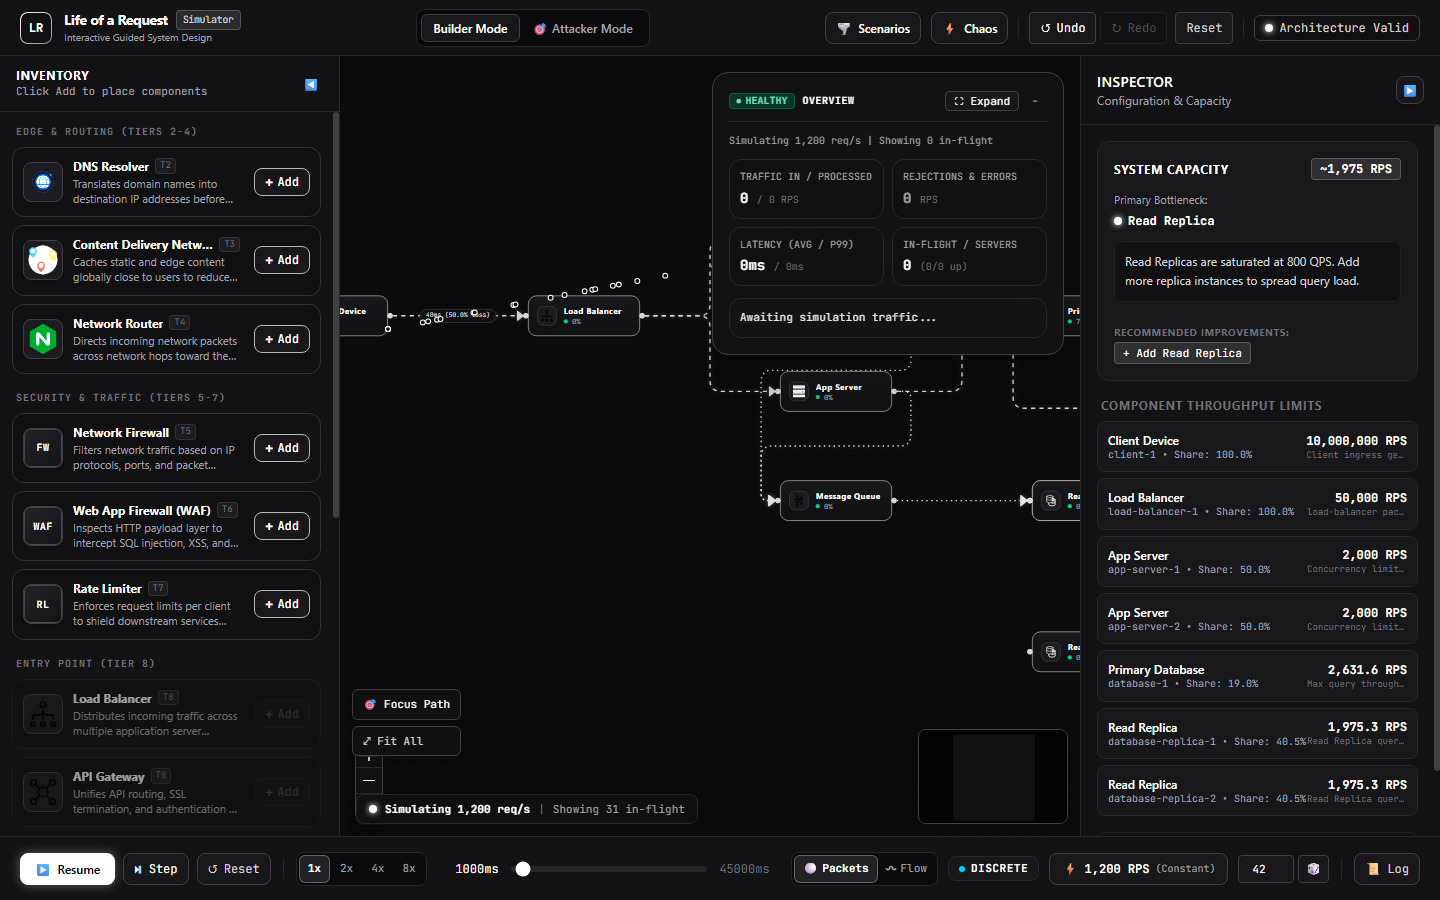 LR
Life of a Request Simulator
Interactive Guided System Design
Builder Mode
Attacker Mode
Scenarios
Chaos
↺ Undo
↻ Redo
Reset
Architecture Valid
INVENTORY
Click Add to place components
EDGE & ROUTING (TIERS 2-4)
DNS Resolver T2
Translates domain names into
destination IP addresses before…
+ Add
Content Delivery Netw… T3
Caches static and edge content
globally close to users to reduce…
+ Add
Network Router T4
Directs incoming network packets
across network hops toward the…
+ Add
SECURITY & TRAFFIC (TIERS 5-7)
FW
Network Firewall T5
Filters network traffic based on IP
protocols, ports, and packet…
+ Add
WAF
Web App Firewall (WAF) T6
Inspects HTTP payload layer to
intercept SQL injection, XSS, and…
+ Add
RL
Rate Limiter T7
Enforces request limits per client
to shield downstream services…
+ Add
ENTRY POINT (TIER 8)
Load Balancer T8
Distributes incoming traffic across
multiple application server…
+ Add
API Gateway T8
Unifies API routing, SSL
termination, and authentication …
+ Add
Device
40ms (50.0%
Load Balancer
0%
App Server
0%
Message Queue
0%
HEALTHY OVERVIEW
Expand
-
Simulating 1,200 req/s | Showing 0 in-flight
TRAFFIC IN / PROCESSED
0 / 0 RPS
REJECTIONS & ERRORS
0 RPS
LATENCY (AVG / P99)
0ms / 0ms
IN-FLIGHT / SERVERS
0 (0/0 up)
Awaiting simulation traffic...
Pri
7
Rea
0
Rea
0
Focus Path
Fit All
Simulating 1,200 req/s | Showing 31 in-flight
INSPECTOR
Configuration & Capacity
SYSTEM CAPACITY
~1,975 RPS
Primary Bottleneck:
Read Replica
Read Replicas are saturated at 800 QPS. Add
more replica instances to spread query load.
RECOMMENDED IMPROVEMENTS:
+ Add Read Replica
COMPONENT THROUGHPUT LIMITS
Client Device 10,000,000 RPS
client-1 • Share: 100.0% Client ingress ge…
Load Balancer 50,000 RPS
load-balancer-1 • Share: 100.0% load-balancer pac…
App Server 2,000 RPS
app-server-1 • Share: 50.0% Concurrency limit…
App Server 2,000 RPS
app-server-2 • Share: 50.0% Concurrency limit…
Primary Database 2,631.6 RPS
database-1 • Share: 19.0% Max query through…
Read Replica 1,975.3 RPS
database-replica-1 • Share: 40.5% Read Replica quer…
Read Replica 1,975.3 RPS
database-replica-2 • Share: 40.5% Read Replica quer…
Resume
Step
↺ Reset
1x
2x
4x
8x
1000ms
45000ms
Packets
Flow
DISCRETE
1,200 RPS (Constant)
42
Log